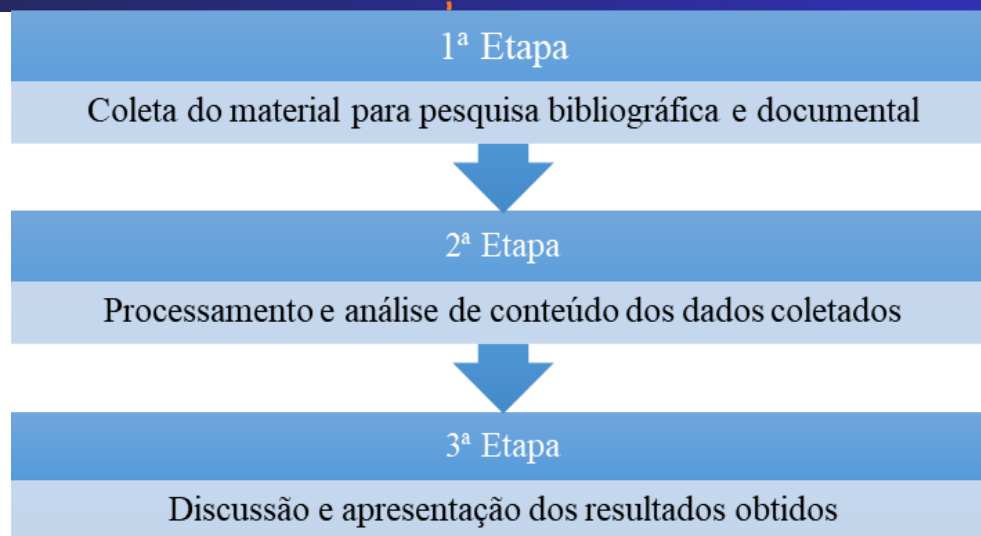 1ª Etapa
Coleta do material para pesquisa bibliográfica e documental
2ª Etapa
Processamento e análise de conteúdo dos dados coletados
3ª Etapa
Discussão e apresentação dos resultados obtidos